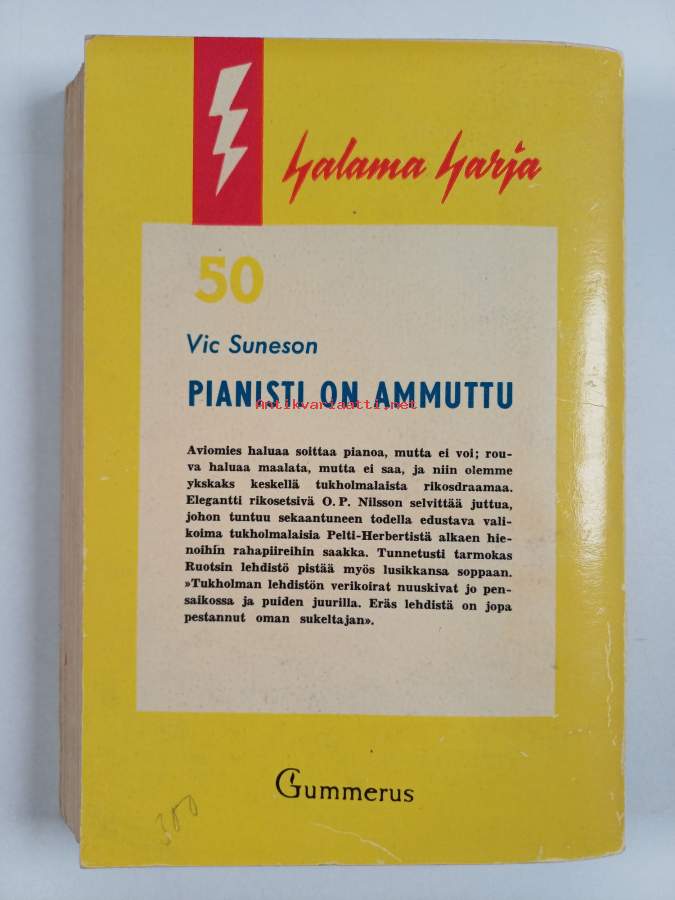 Salama Sarja
50
Vic Suneson
PIANISTI ON AMMUTTU
Antikvariaatti.net
Aviomies haluaa soittaa pianoa, mutta ei voi; rou-
va haluaa maalata, mutta ei saa, ja niin olemme
ykskaks keskellä tukholmalaista rikosdraamaa.
Elegantti rikosetsivä O. P. Nilsson selvittää juttua,
johon tuntuu sekaantuneen todella edustava vali-
koima tukholmalaisia Pelti-Herbertistä alkaen hie-
noihin rahapiireihin saakka. Tunnetusti tarmokas
Ruotsin lehdistö pistää myös lusikkansa soppaan.
»Tukholman lehdistön verikoirat nuuskivat jo pen-
saikossa ja puiden juurilla. Eräs lehdistä on jopa
pestannut oman sukeltajan».
Gummerus
300